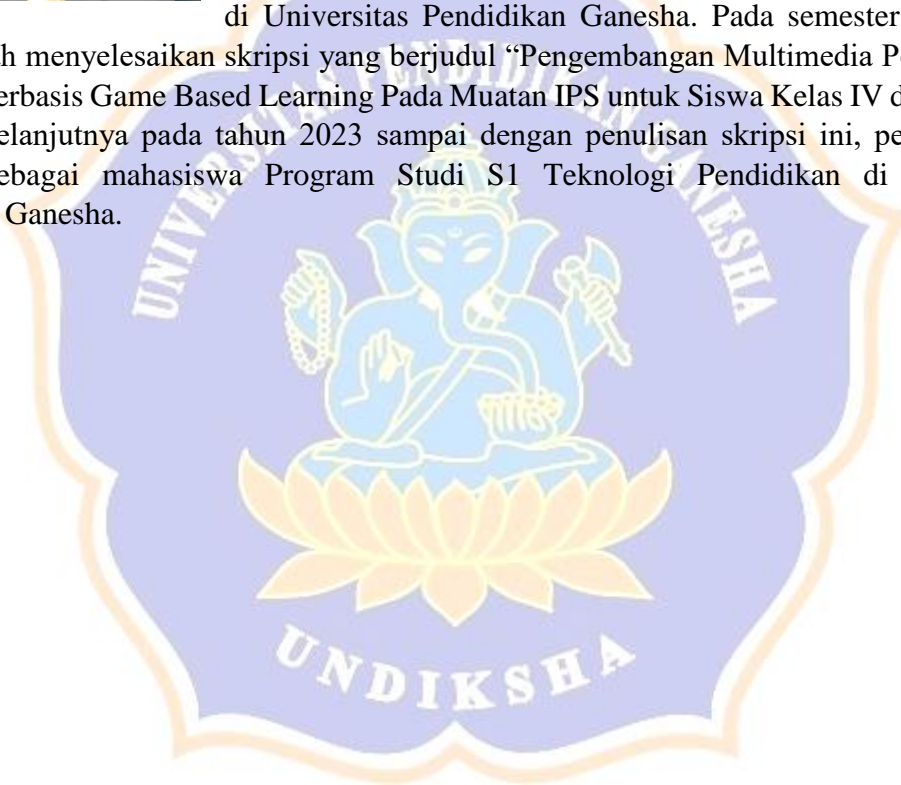 di Universitas Pendidikan Ganesha. Pada semester
menyelesaikan skripsi yang berjudul “Pengembangan Multimedia
Game Based Learning Pada Muatan IPS untuk Siswa Kelas IV
pada tahun 2023 sampai dengan penulisan skripsi ini,
mahasiswa Program Studi S1 Teknologi Pendidikan di
Ganesha.
UNIVERSITAS PENDIDIKAN GANESHA
UNDIKSHA